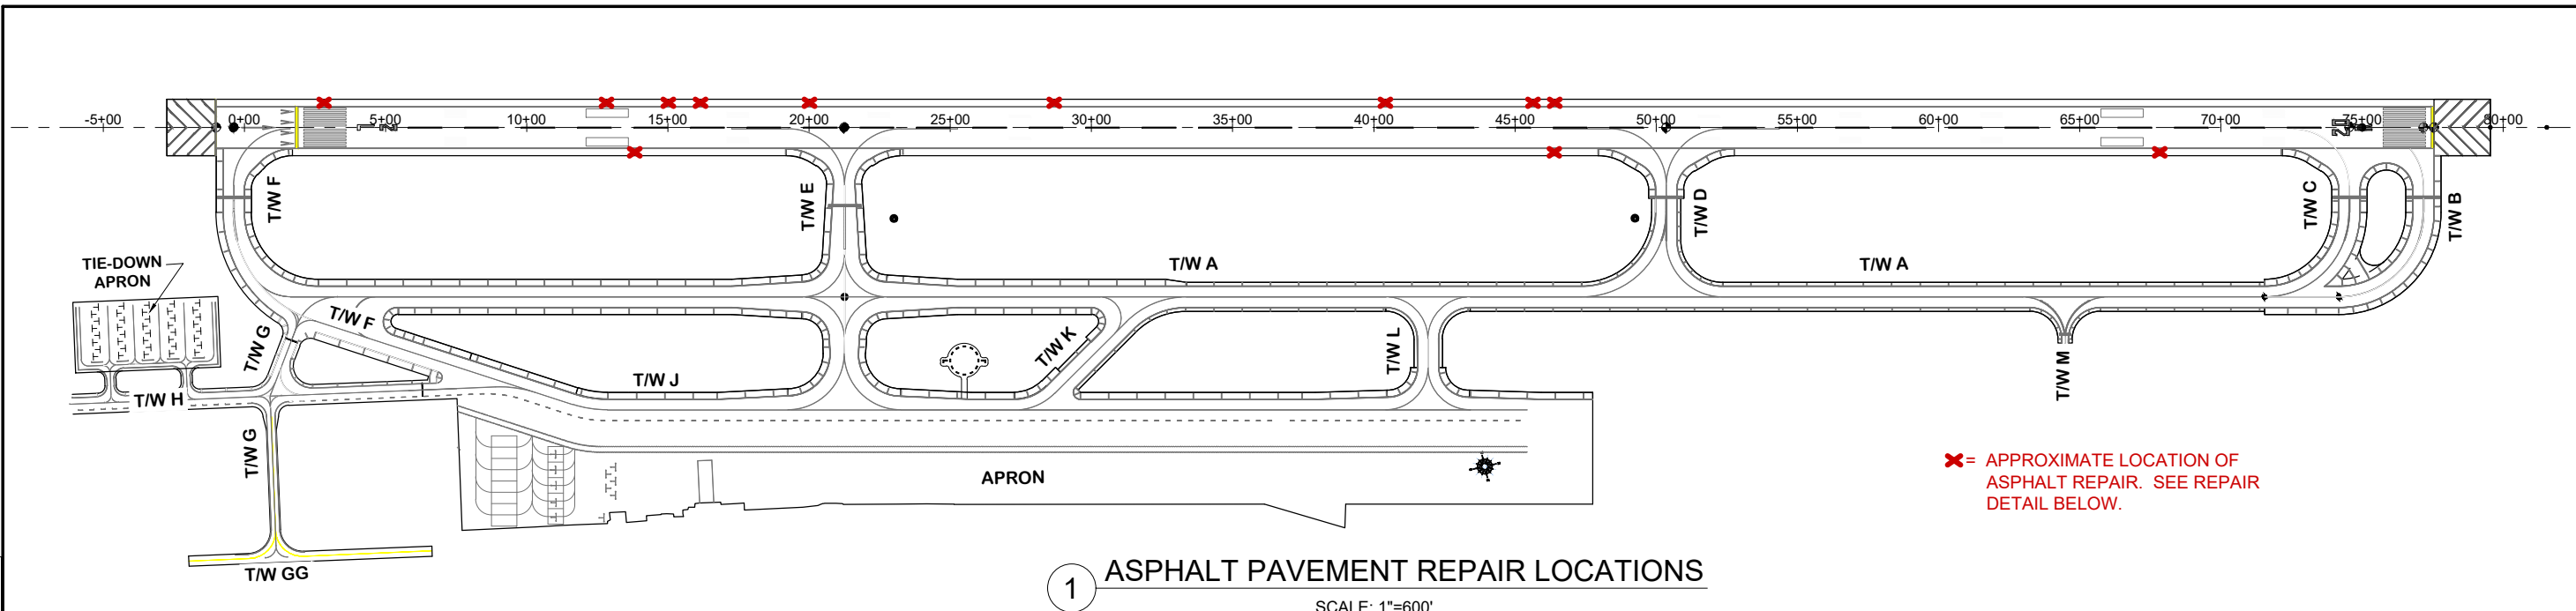 -5+00 0+00 5+00 10+00 15+00 20+00 25+00 30+00 35+00 40+00 45+00 50+00 55+00 60+00 65+00 70+00 75+00 80+00
21
T/W F
T/W E
T/W D
T/W C
T/W B
T/W A
T/W A
TIE-DOWN
APRON
T/W G
T/W F
T/W K
T/W L
T/W M
T/W J
T/W H
T/W G
APRON
T/W GG
= APPROXIMATE LOCATION OF
ASPHALT REPAIR. SEE REPAIR
DETAIL BELOW.
1 ASPHALT PAVEMENT REPAIR LOCATIONS
SCALE: 1"=600'